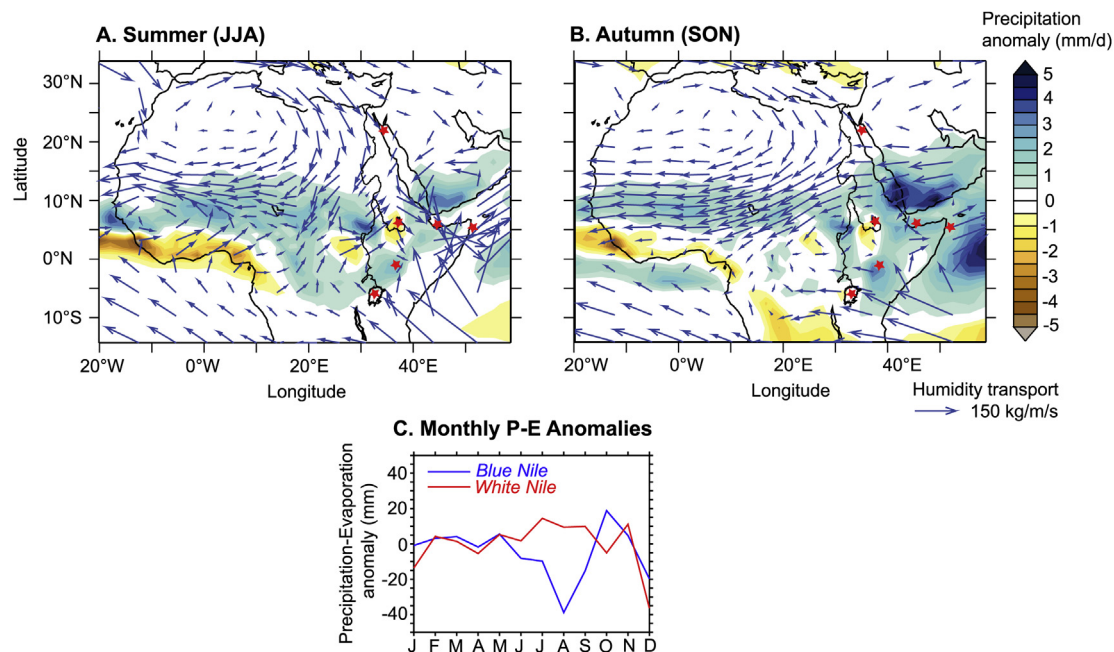 A. Summer (JJA)
B. Autumn (SON)
Precipitation
anomaly (mm/d)
30°N
20°N
10°N
0°N
10°S
Latitude
20°W
0°W
20°E
40°E
Longitude
20°W
0°W
20°E
40°E
Longitude
5
4
3
2
1
0
-1
-2
-3
-4
-5
Humidity transport
150 kg/m/s
C. Monthly P-E Anomalies
Blue Nile
White Nile
Precipitation-Evaporation
anomaly (mm)
40
20
0
-20
-40
J F M A M J J A S O N D